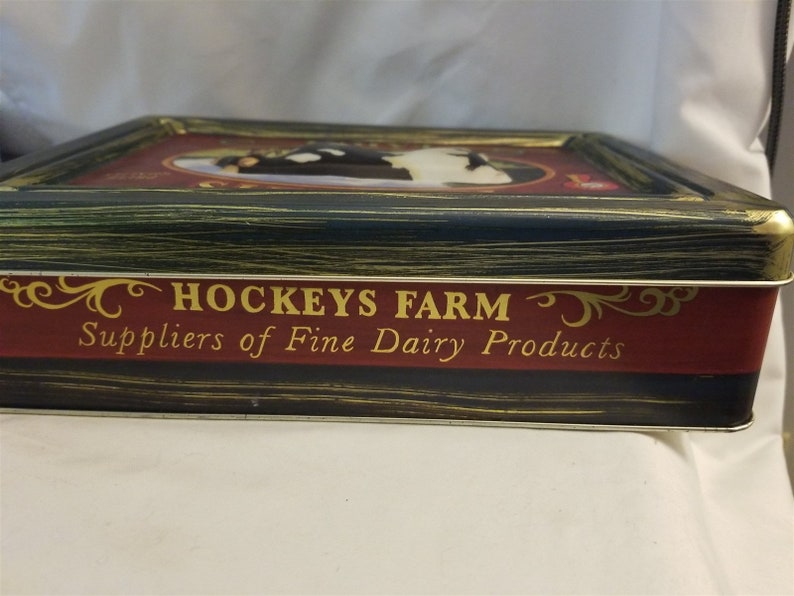 HOCKEYS FARM
Suppliers of Fine Dairy Products